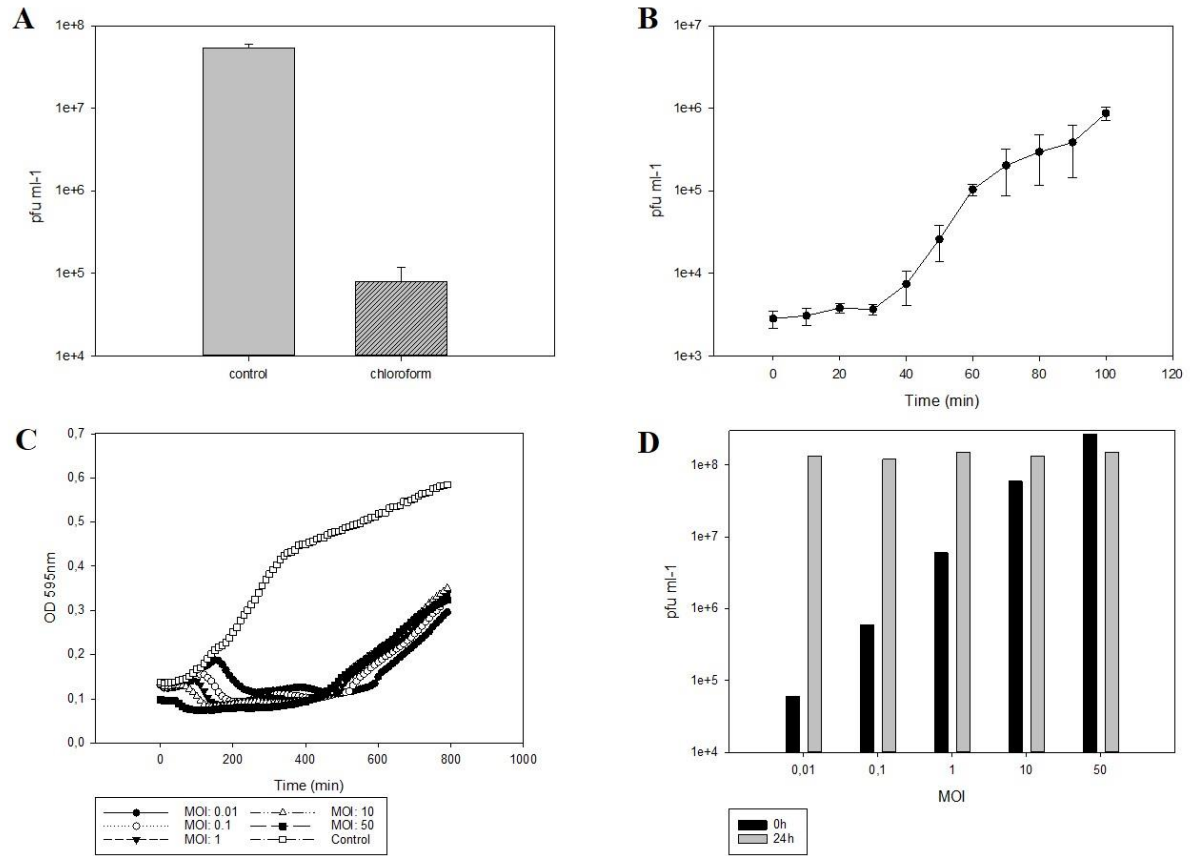 A
1e+8
1e+7
1e+6
1e+5
1e+4
pfu ml-1
control
chloroform
B
1e+7
1e+6
1e+5
1e+4
1e+3
pfu ml-1
0 20 40 60 80 100 120
Time (min)
C
0,7
0,6
0,5
0,4
0,3
0,2
0,1
0,0
OD 595nm
0 200 400 600 800 1000
Time (min)
MOI: 0.01
MOI: 0.1
MOI: 1
MOI: 10
MOI: 50
Control
D
1e+8
1e+7
1e+6
1e+5
1e+4
pfu ml-1
0,01 0,1 1 10 50
MOI
0h
24h